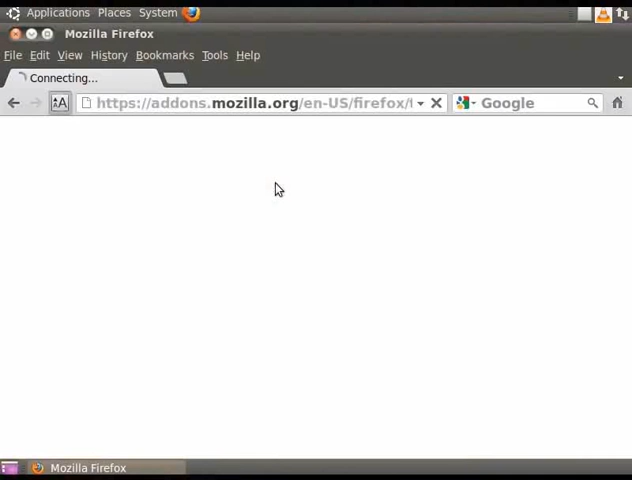 Applications Places System
Mozilla Firefox
File Edit View History Bookmarks Tools Help
Connecting...
https://addons.mozilla.org/en-US/firefox/
Google
Mozilla Firefox